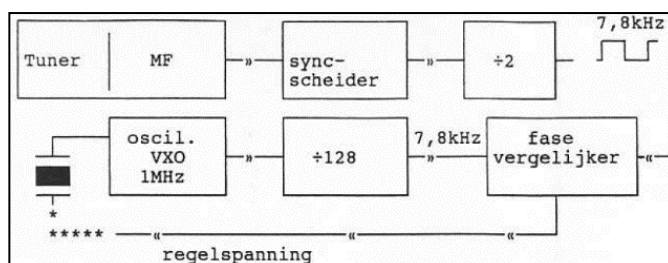 Tuner MF
sync-
scheider
÷2
7,8kHz
oscil.
VXO
1MHz
÷128
7,8kHz
fase
vergelijker
regelspanning